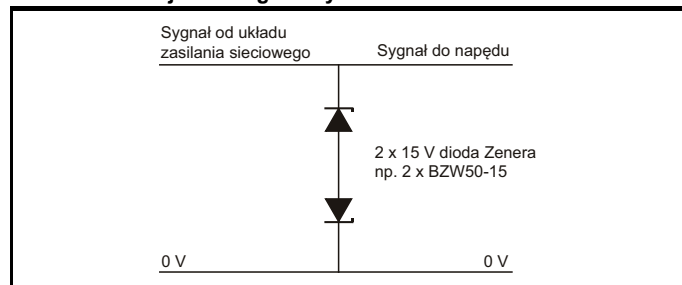 Sygnał od układu
zasilania sieciowego
Sygnał do napędu
2 x 15 V dioda Zenera
np. 2 x BZW50-15
0 V
0 V